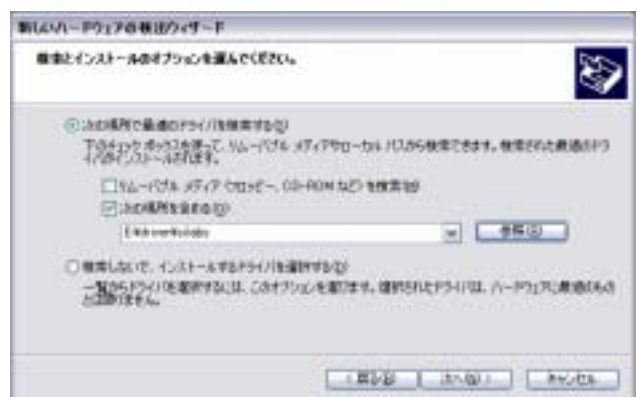 新しいハードウェアの検出ウィザード
検索とインストールのオプションを選んでください。
次の場所で最適のドライバを検索する(S)
下のチェック ボックスを使って、リムーバブル メディアやローカル パスから検索できます。検索された最適のドラ
イバがインストールされます。
リムーバブル メディア (フロッピー、CD-ROM など) を検索(M)
次の場所を含める(O)
参照(R)
検索しないで、インストールするドライバを選択する(D)
一覧からドライバを選択するには、このオプションを選びます。選択されたドライバは、ハードウェアに最適のもの
とは限りません。
< 戻る(B) 次へ(N) > キャンセル